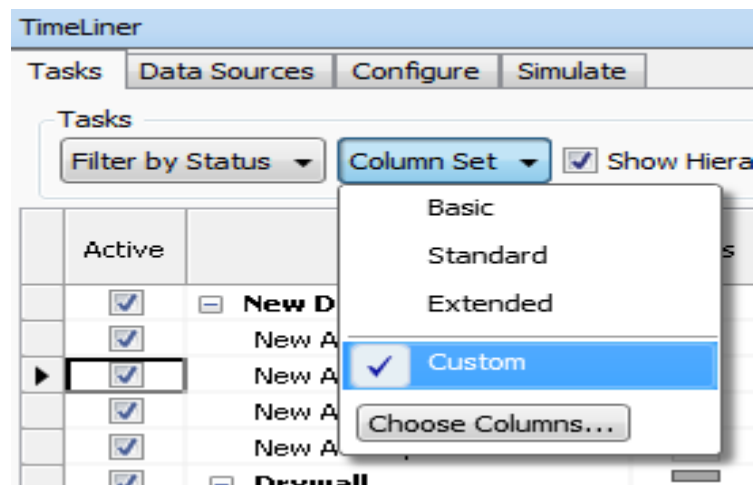 TimeLiner
Tasks Data Sources Configure Simulate
Tasks
Filter by Status Column Set Show Hiera
Basic
Active
Standard
Extended
New D
New A
Custom
New A
New A
Choose Columns...
New A
Drywall